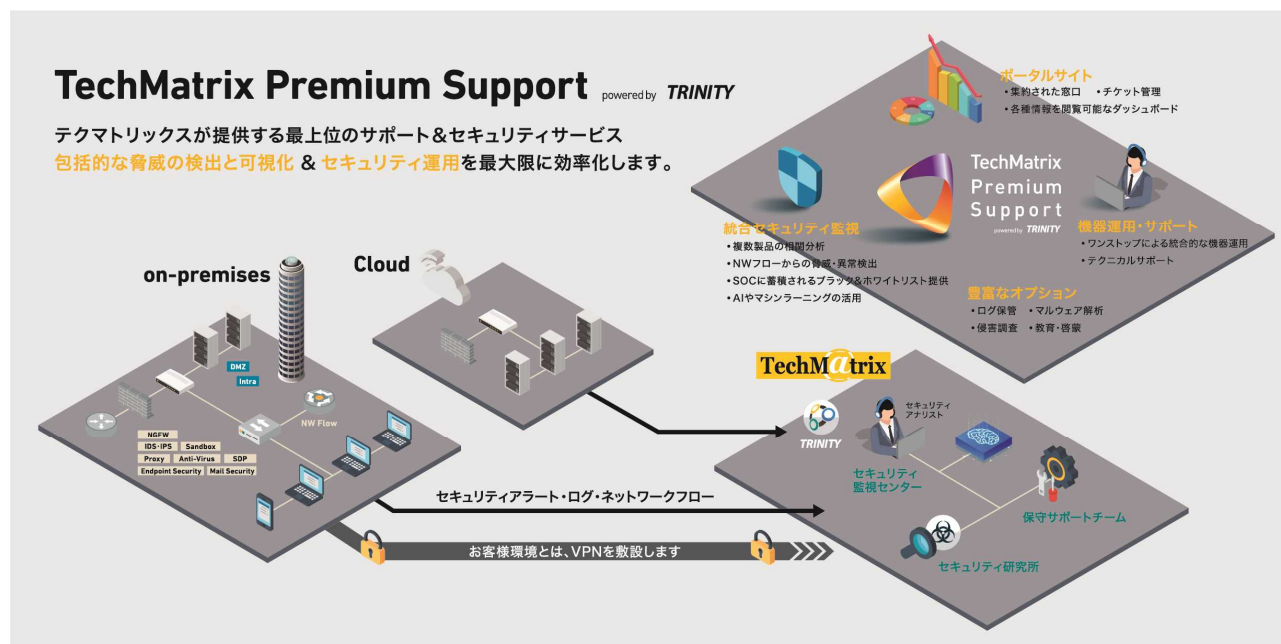 TechMatrix Premium Support powered by TRINITY
テクマトリックスが提供する最上位のサポート&セキュリティサービス
包括的な脅威の検出と可視化 & セキュリティ運用を最大限に効率化します。
ポータルサイト
・集約された窓口 ・チケット管理
・各種情報を閲覧可能なダッシュボード
TechMatrix
Premium
Support
powered by TRINITY
統合セキュリティ監視
・複数製品の相関分析
・NWフローからの脅威・異常検出
・SOCに蓄積されるブラック&ホワイトリスト提供
・AIやマシンラーニングの活用
機器運用・サポート
・ワンストップによる統合的な機器運用
・テクニカルサポート
豊富なオプション
・ログ保管 ・マルウェア解析
・侵害調査 ・教育・啓蒙
on-premises
Cloud
DMZ
Intra
NW Flow
NGFW
IDS・IPS Sandbox
Proxy Anti-Virus SDP
Endpoint Security Mail Security
TechM@trix
TRINITY
セキュリティ
アナリスト
セキュリティ
監視センター
保守サポートチーム
セキュリティ研究所
セキュリティアラート・ログ・ネットワークフロー
お客様環境とは、VPNを敷設します